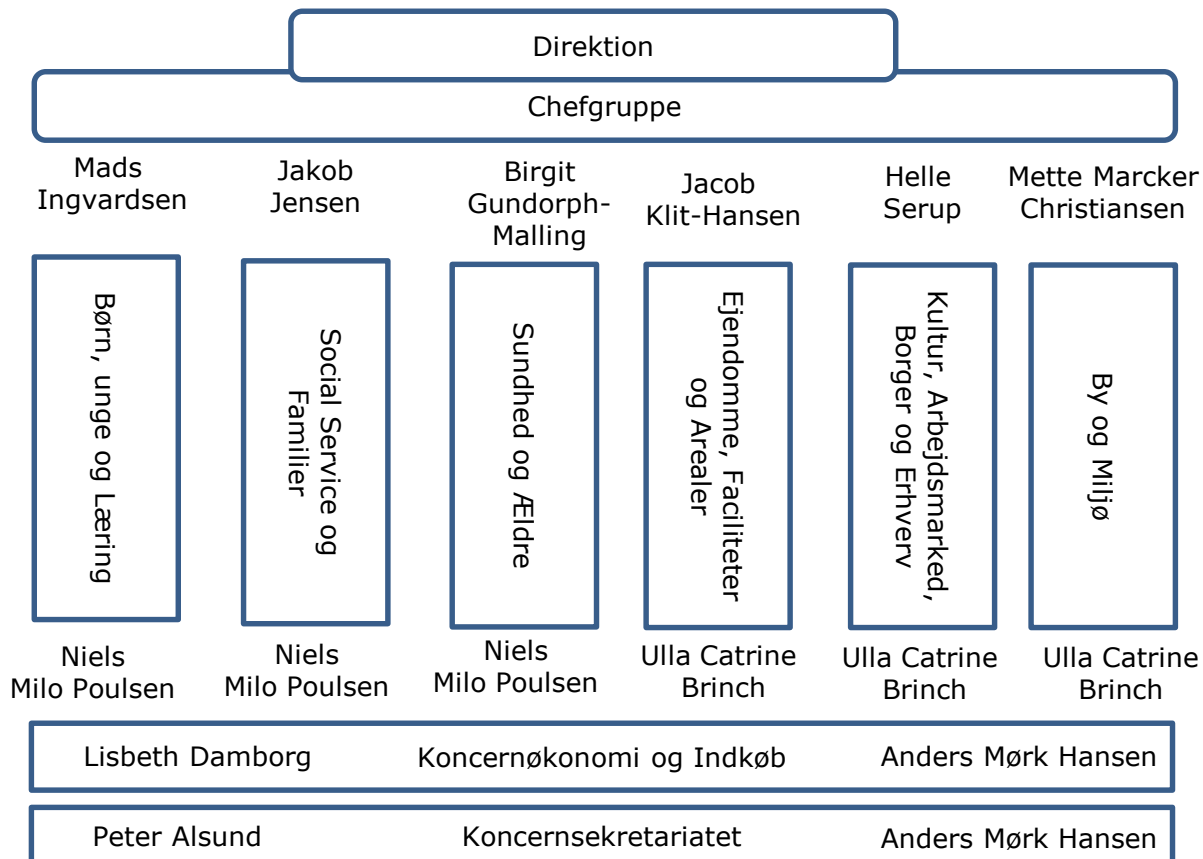 Direktion
Chefgruppe
Mads
Ingvardsen
Jakob
Jensen
Birgit
Gundorph-
Malling
Jacob
Klit-Hansen
Helle
Serup
Mette Marcker
Christiansen
Børn, unge og Læring
Social Service og
Familier
Sundhed og Ældre
Ejendomme, Faciliteter
og Arealer
Kultur, Arbejdsmarked,
Borger og Erhverv
By og Miljø
Niels
Milo Poulsen
Niels
Milo Poulsen
Niels
Milo Poulsen
Ulla Catrine
Brinch
Ulla Catrine
Brinch
Ulla Catrine
Brinch
Lisbeth Damborg Koncernøkonomi og Indkøb Anders Mørk Hansen
Peter Alsund Koncernsekretariatet Anders Mørk Hansen